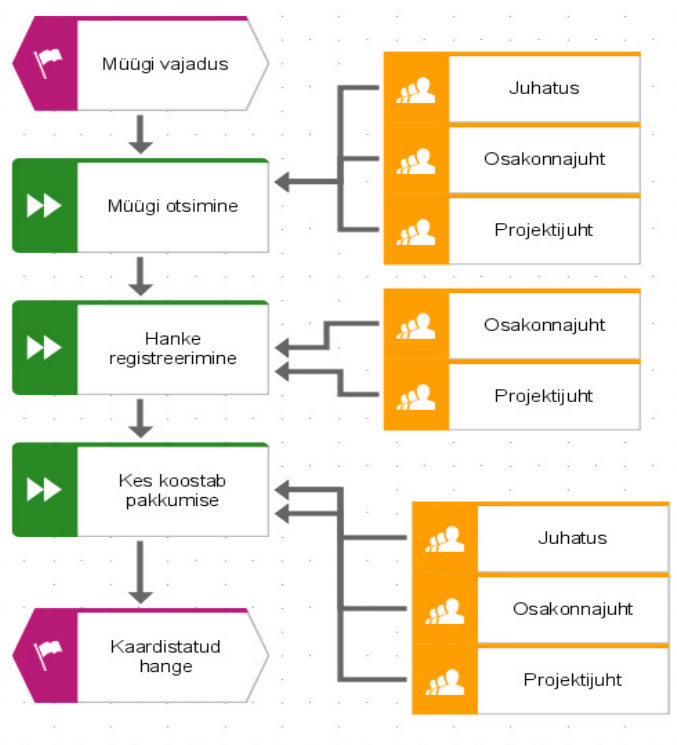 Müügi vajadus
Juhatus
Osakonnajuht
Müügi otsimine
Projektijuht
Hanke
registreerimine
Osakonnajuht
Projektijuht
Kes koostab
pakkumise
Juhatus
Osakonnajuht
Kaardistatud
hange
Projektijuht